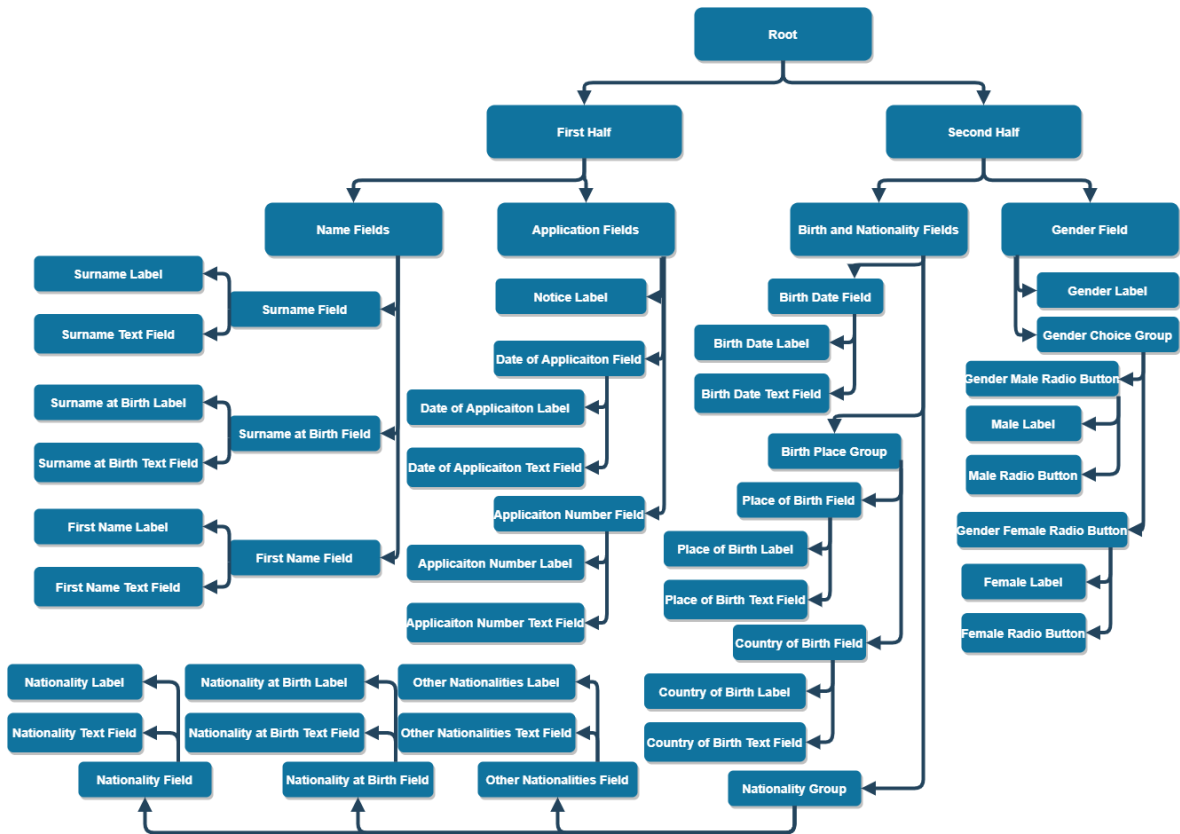 Root
First Half
Second Half
Name Fields
Application Fields
Birth and Nationality Fields
Gender Field
Surname Label
Surname Field
Surname Text Field
Surname at Birth Label
Surname at Birth Field
Surname at Birth Text Field
First Name Label
First Name Field
First Name Text Field
Notice Label
Date of Applicaiton Field
Date of Applicaiton Label
Date of Applicaiton Text Field
Applicaiton Number Field
Applicaiton Number Label
Applicaiton Number Text Field
Birth Date Field
Birth Date Label
Birth Date Text Field
Birth Place Group
Place of Birth Field
Place of Birth Label
Place of Birth Text Field
Country of Birth Field
Country of Birth Label
Country of Birth Text Field
Nationality Group
Gender Label
Gender Choice Group
Gender Male Radio Button
Male Label
Male Radio Button
Gender Female Radio Button
Female Label
Female Radio Button
Nationality Label
Nationality Text Field
Nationality Field
Nationality at Birth Label
Nationality at Birth Text Field
Nationality at Birth Field
Other Nationalities Label
Other Nationalities Text Field
Other Nationalities Field